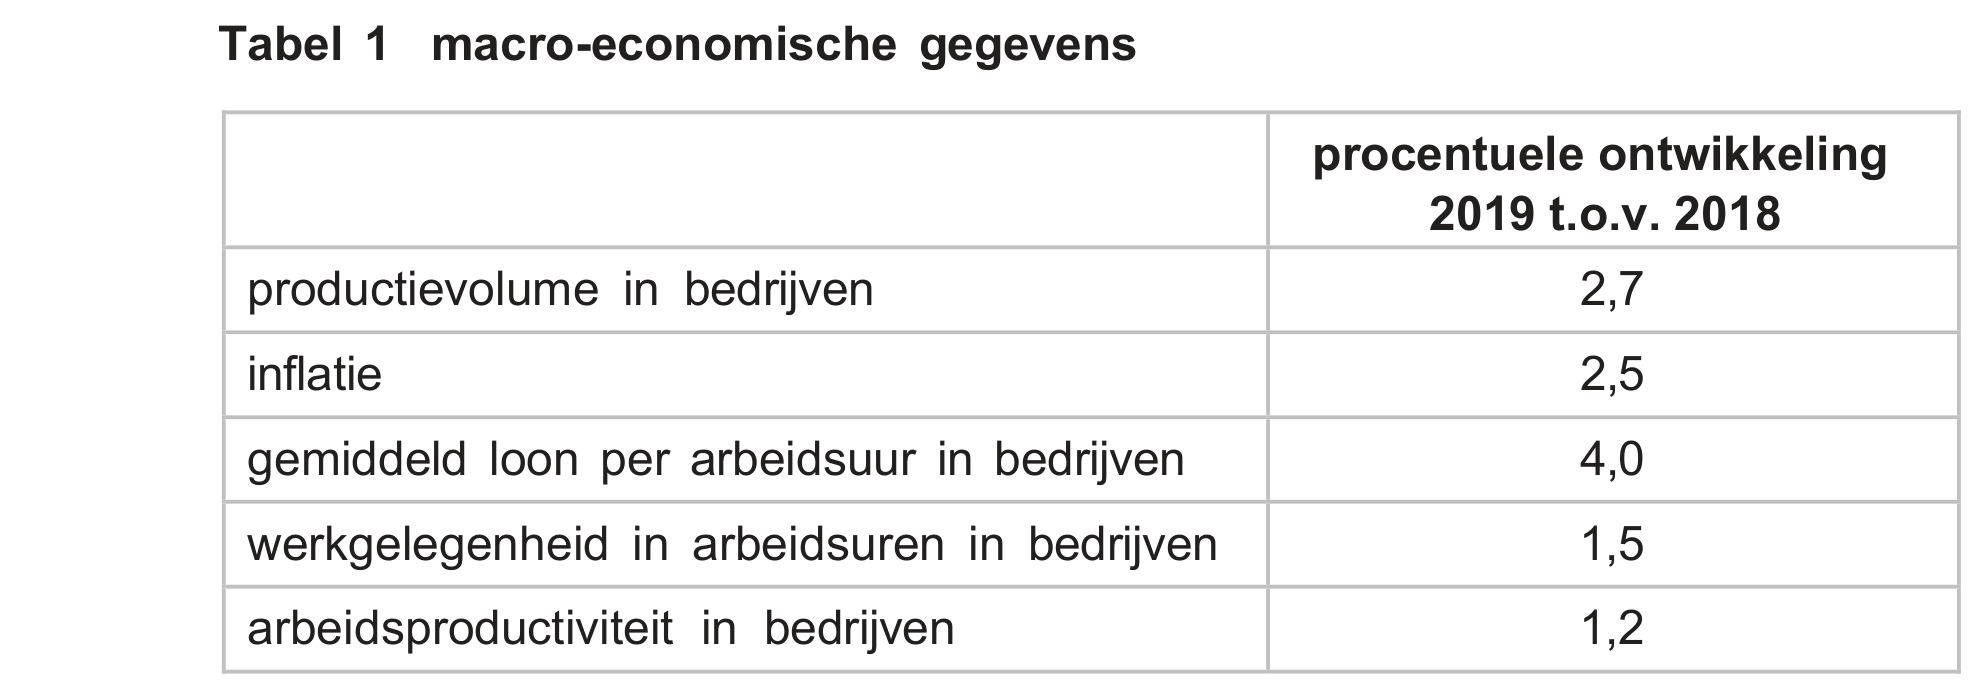 Tabel 1 macro-economische gegevens
procentuele ontwikkeling
2019 t.o.v. 2018
productievolume in bedrijven 2,7
inflatie 2,5
gemiddeld loon per arbeidsuur in bedrijven 4,0
werkgelegenheid in arbeidsuren in bedrijven 1,5
arbeidsproductiviteit in bedrijven 1,2